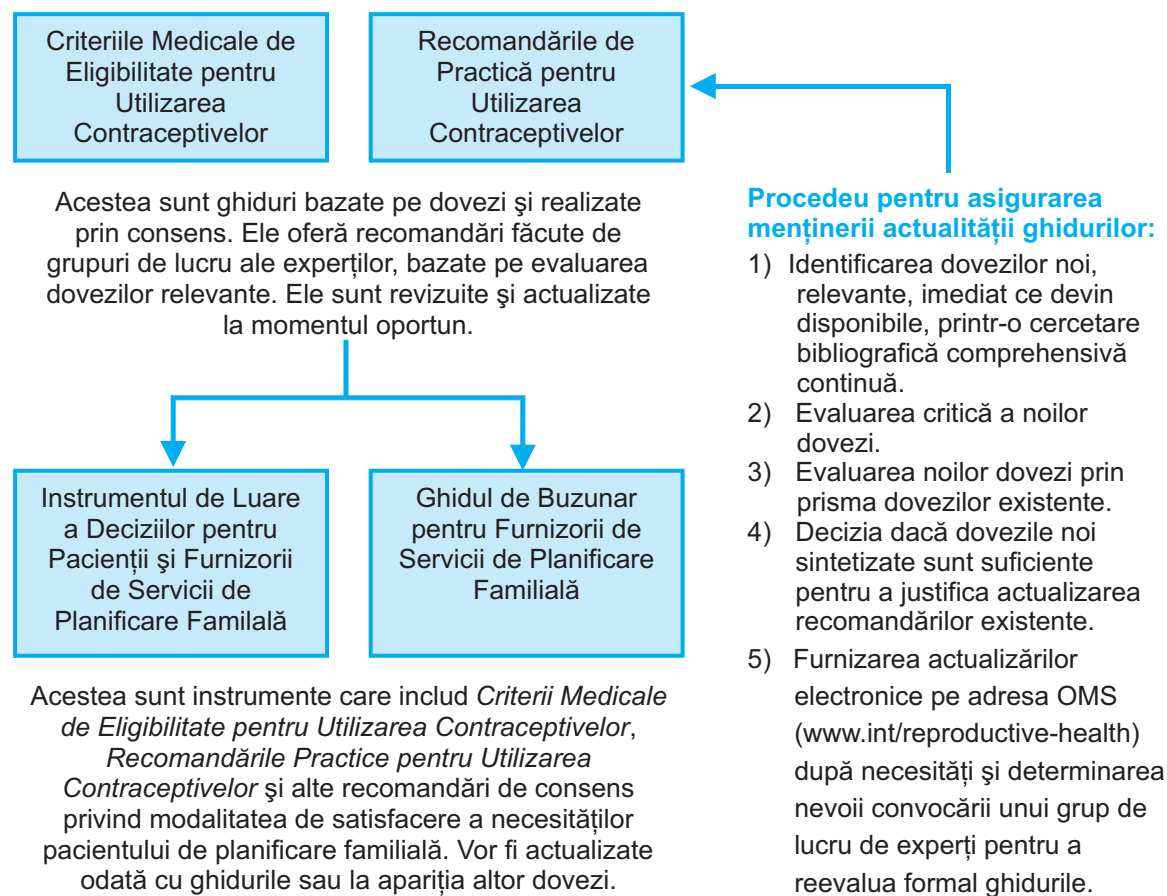 Criteriile Medicale de
Eligibilitate pentru
Utilizarea
Contraceptivelor
Recomandările de
Practică pentru
Utilizarea
Contraceptivelor
Acestea sunt ghiduri bazate pe dovezi şi realizate
prin consens. Ele oferă recomandări făcute de
grupuri de lucru ale experților, bazate pe evaluarea
dovezilor relevante. Ele sunt revizuite şi actualizate
la momentul oportun.
Instrumentul de Luare
a Deciziilor pentru
Pacienții şi Furnizorii
de Servicii de
Planificare Familală
Ghidul de Buzunar
pentru Furnizorii de
Servicii de Planificare
Familială
Acestea sunt instrumente care includ Criterii Medicale
de Eligibilitate pentru Utilizarea Contraceptivelor,
Recomandările Practice pentru Utilizarea
Contraceptivelor şi alte recomandări de consens
privind modalitatea de satisfacere a necesităților
pacientului de planificare familială. Vor fi actualizate
odată cu ghidurile sau la apariția altor dovezi.
Procedeu pentru asigurarea
menținerii actualității ghidurilor:
1) Identificarea dovezilor noi,
relevante, imediat ce devin
disponibile, printr-o cercetare
bibliografică comprehensivă
continuă.
2) Evaluarea critică a noilor
dovezi.
3) Evaluarea noilor dovezi prin
prisma dovezilor existente.
4) Decizia dacă dovezile noi
sintetizate sunt suficiente
pentru a justifica actualizarea
recomandărilor existente.
5) Furnizarea actualizărilor
electronice pe adresa OMS
(www.int/reproductive-health)
după necesități şi determinarea
nevoii convocării unui grup de
lucru de experți pentru a
reevalua formal ghidurile.